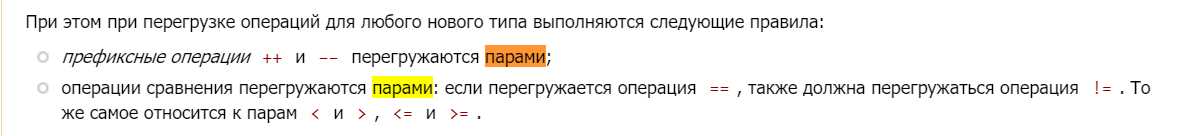 При этом при перегрузке операций для любого нового типа выполняются следующие правила:
префиксные операции ++ и -- перегружаются парами;
операции сравнения перегружаются парами: если перегружается операция == , также должна перегружаться операция != . То
же самое относится к парам < и > , <= и >= .